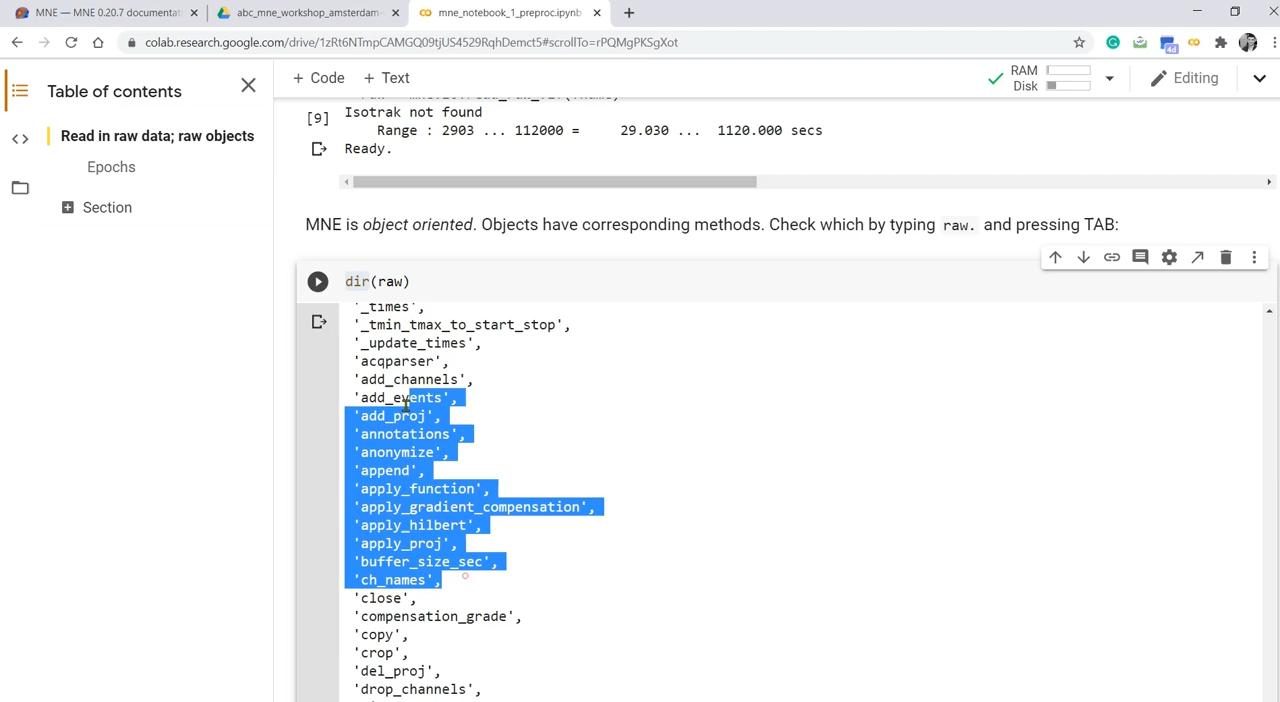 MNE — MNE 0.20.7 documentat
abc_mne_workshop_amsterdam-
mne_notebook_1_preproc.ipynb
colab.research.google.com/drive/1zRt6NTmpCAMGQ09tiUS4529RqhDemct5#scrollTo=rPQMgPKSgXot
4d
Table of contents
Read in raw data; raw objects
Epochs
Section
+ Code + Text
RAM
Disk
Editing
[9]
Isotrak not found
Range : 2903 ... 112000 = 29.030 ... 1120.000 secs
Ready.
MNE is object oriented. Objects have corresponding methods. Check which by typing raw. and pressing TAB:
dir(raw)
'_times',
'_tmin_tmax_to_start_stop',
'_update_times',
'acqparser',
'add_channels',
'add_events',
'add_proj',
'annotations',
'anonymize',
'append',
'apply_function',
'apply_gradient_compensation',
'apply_hilbert',
'apply_proj',
'buffer_size_sec',
'ch_names',
'close',
'compensation_grade',
'copy',
'crop',
'del_proj',
'drop_channels',